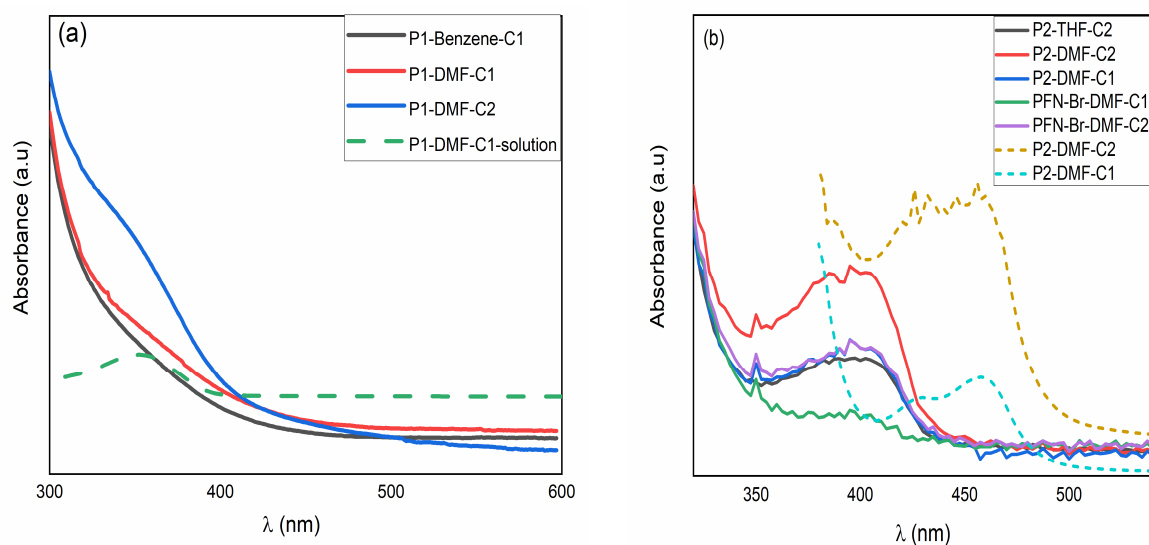 (a)
P1-Benzene-C1
P1-DMF-C1
P1-DMF-C2
P1-DMF-C1-solution
Absorbance (a.u)
300
400
500
600
λ (nm)
(b)
P2-THF-C2
P2-DMF-C2
P2-DMF-C1
PFN-Br-DMF-C1
PFN-Br-DMF-C2
P2-DMF-C2
P2-DMF-C1
Absorbance (a.u)
350
400
450
500
λ (nm)